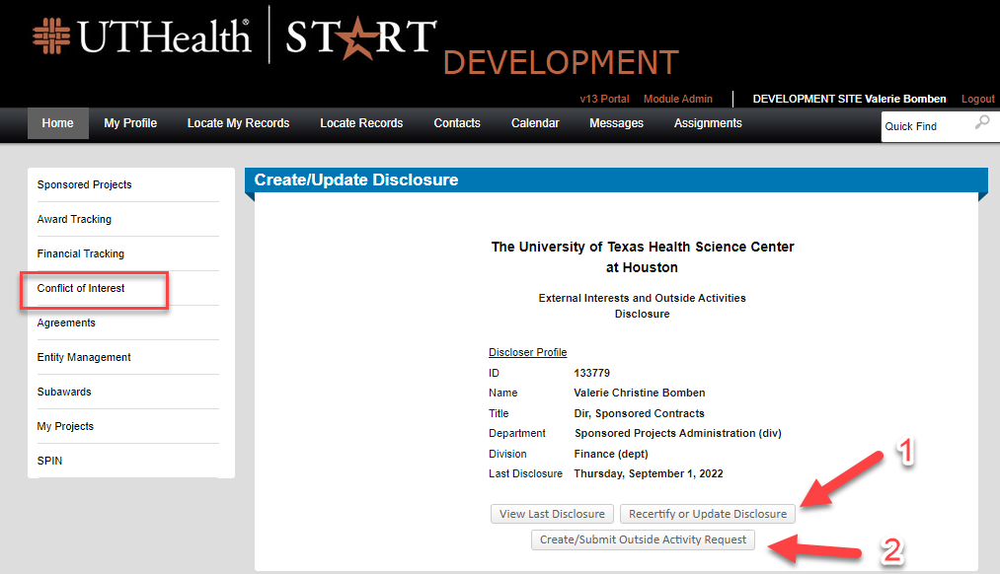 UTHealth® START
DEVELOPMENT
v13 Portal Module Admin DEVELOPMENT SITE Valerie Bomben Logout
Home My Profile Locate My Records Locate Records Contacts Calendar Messages Assignments Quick Find
Sponsored Projects
Award Tracking
Financial Tracking
Conflict of Interest
Agreements
Entity Management
Subawards
My Projects
SPIN
Create/Update Disclosure
The University of Texas Health Science Center
at Houston
External Interests and Outside Activities
Disclosure
Discloser Profile
ID 133779
Name Valerie Christine Bomben
Title Dir, Sponsored Contracts
Department Sponsored Projects Administration (div)
Division Finance (dept)
Last Disclosure Thursday, September 1, 2022
1
View Last Disclosure Recertify or Update Disclosure
Create/Submit Outside Activity Request
2